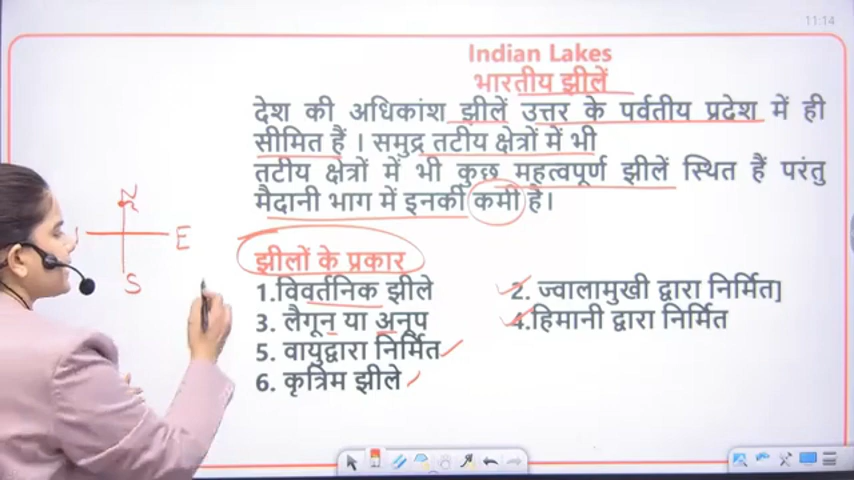 11:14
Indian Lakes
भारतीय झीलें
देश की अधिकांश झीलें उत्तर के पर्वतीय प्रदेश में ही
सीमित हैं । समुद्र तटीय क्षेत्रों में भी
तटीय क्षेत्रों में भी कुछ महत्वपूर्ण झीलें स्थित हैं परंतु
मैदानी भाग में इनकी कमी है।
N
E
S
झीलों के प्रकार
1.विवर्तनिक झीले
2. ज्वालामुखी द्वारा निर्मित]
3. लैगून या अनूप
4.हिमानी द्वारा निर्मित
5. वायुद्वारा निर्मित
6. कृत्रिम झीले